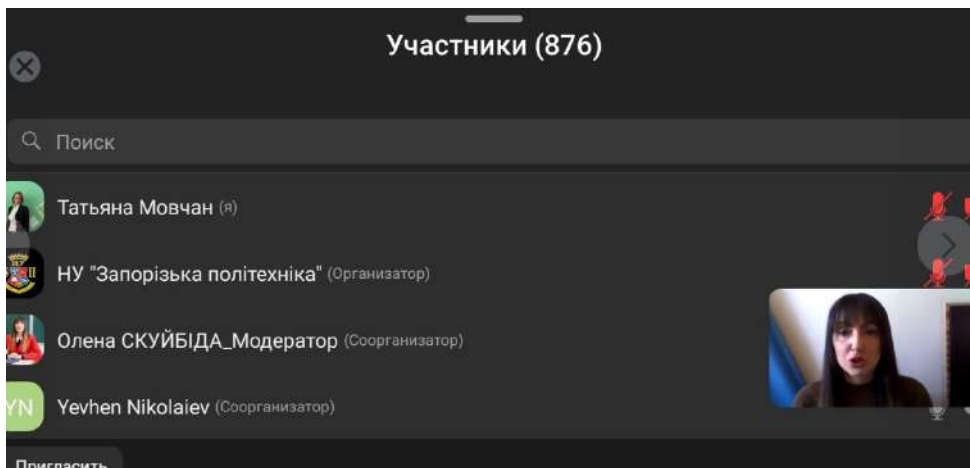 Участники (876)
Поиск
Татьяна Мовчан (я)
НУ "Запорізька політехніка" (Организатор)
Олена СКУЙБІДА_Модератор (Соорганизатор)
YN
Yevhen Nikolaiev (Соорганизатор)
Пригласить